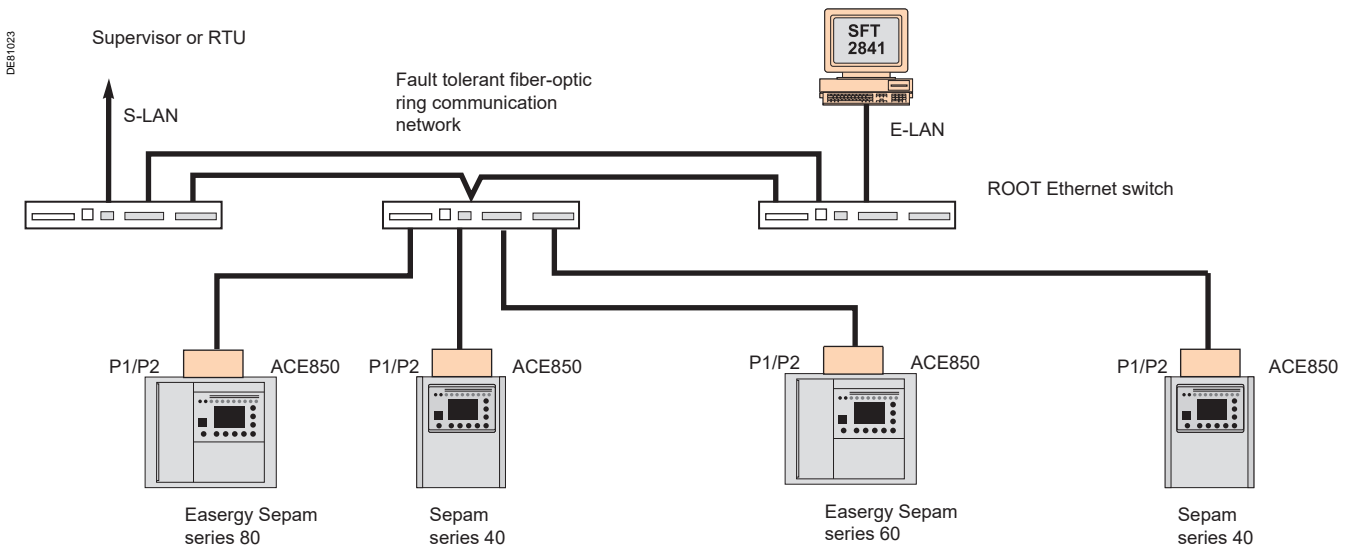 DE81023
Supervisor or RTU
S-LAN
Fault tolerant fiber-optic
ring communication
network
SFT
2841
E-LAN
ROOT Ethernet switch
P1/P2
ACE850
P1/P2
ACE850
P1/P2
ACE850
P1/P2
ACE850
Easergy Sepam
series 80
Sepam
series 40
Easergy Sepam
series 60
Sepam
series 40